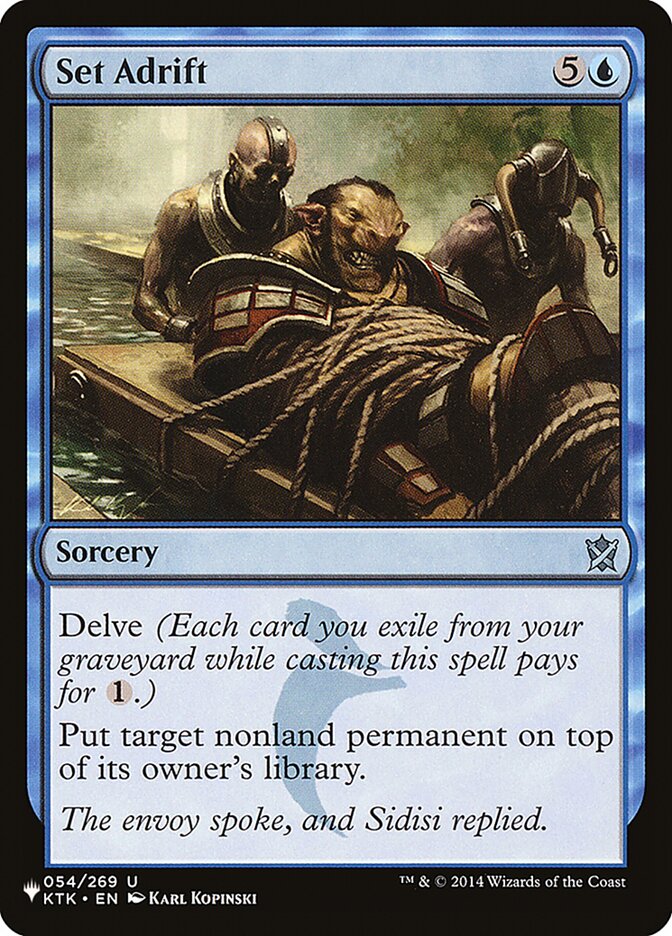 Set Adrift 5
Sorcery
Delve (Each card you exile from your
graveyard while casting this spell pays
for 1.)
Put target nonland permanent on top
of its owner's library.
The envoy spoke, and Sidisi replied.
054/269 U
KTK • EN Karl Kopinski
™ & © 2014 Wizards of the Coast